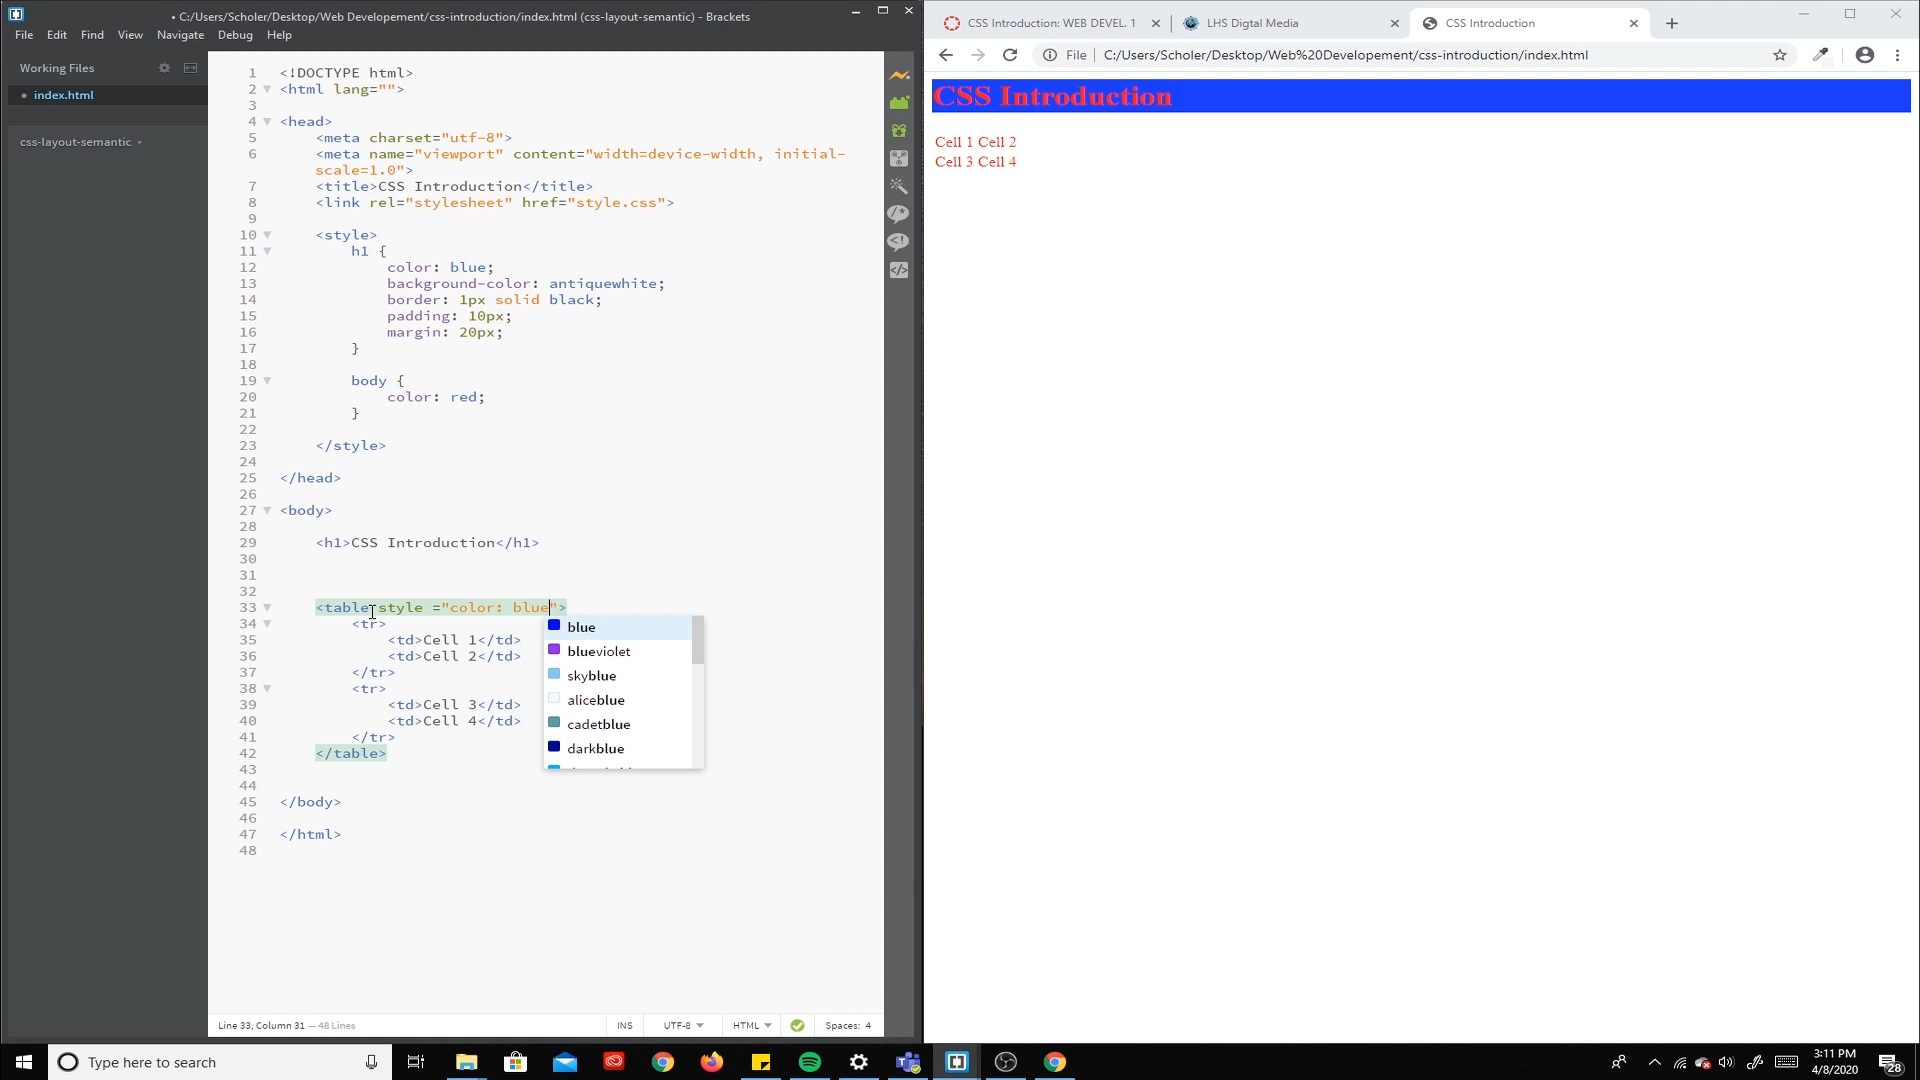 • C:/Users/Scholer/Desktop/Web Developement/css-introduction/index.html (css-layout-semantic) - Brackets
File Edit Find View Navigate Debug Help
Working Files
• index.html
css-layout-semantic
1 <!DOCTYPE html>
2 <html lang="">
3
4 <head>
5 <meta charset="utf-8">
6 <meta name="viewport" content="width=device-width, initial-
scale=1.0">
7 <title>CSS Introduction</title>
8 <link rel="stylesheet" href="style.css">
9
10 <style>
11 h1 {
12 color: blue;
13 background-color: antiquewhite;
14 border: 1px solid black;
15 padding: 10px;
16 margin: 20px;
17 }
18
19 body {
20 color: red;
21 }
22
23 </style>
24
25 </head>
26
27 <body>
28
29 <h1>CSS Introduction</h1>
30
31
32
33 <table style ="color: blue">
34 <tr>
35 <td>Cell 1</td>
36 <td>Cell 2</td>
37 </tr>
38 <tr>
39 <td>Cell 3</td>
40 <td>Cell 4</td>
41 </tr>
42 </table>
43
44
45 </body>
46
47 </html>
48
blue
blueviolet
skyblue
aliceblue
cadetblue
darkblue
Line 33, Column 31 — 48 Lines
INS UTF-8 HTML Spaces: 4
CSS Introduction: WEB DEVEL. 1
LHS Digtal Media
CSS Introduction
File | C:/Users/Scholer/Desktop/Web%20Developement/css-introduction/index.html
CSS Introduction
Cell 1 Cell 2
Cell 3 Cell 4
Type here to search
3:11 PM
4/8/2020
28